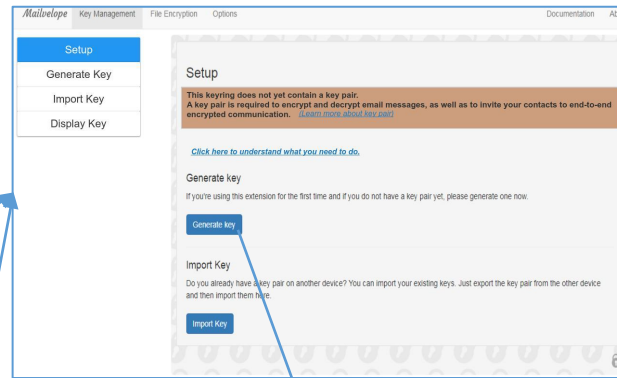 Mailvelope Key Management File Encryption Options Documentation
Setup
Generate Key
Import Key
Display Key
Setup
This keyring does not yet contain a key pair.
A key pair is required to encrypt and decrypt email messages, as well as to invite your contacts to end-to-end
encrypted communication. (Learn more about key pair)
Click here to understand what you need to do.
Generate key
If you're using this extension for the first time and if you do not have a key pair yet, please generate one now.
Generate key
Import Key
Do you already have a key pair on another device? You can import your existing keys. Just export the key pair from the other device
and then import them here.
Import Key